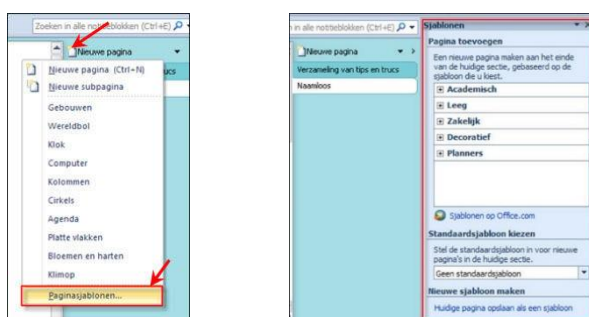 Zoeken in alle notitieblokken (Ctrl+E)
Nieuwe pagina
Nieuwe pagina (Ctrl+N)
Nieuwe subpagina
Gebouwen
Wereldbol
Klok
Computer
Kolommen
Cirkels
Agenda
Platte vlakken
Bloemen en harten
Klimop
Paginasjablonen...
ucs
n in alle notitieblokken (Ctrl+E)
Nieuwe pagina
Verzameling van tips en trucs
Naamloos
Sjablonen
Pagina toevoegen
Een nieuwe pagina maken aan het einde
van de huidige sectie, gebaseerd op de
sjabloon die u kiest.
Academisch
Leeg
Zakelijk
Decoratief
Planners
Sjablonen op Office.com
Standaardsjabloon kiezen
Stel de standaardsjabloon in voor nieuwe
pagina's in de huidige sectie.
Geen standaardsjabloon
Nieuwe sjabloon maken
Huidige pagina opslaan als een sjabloon